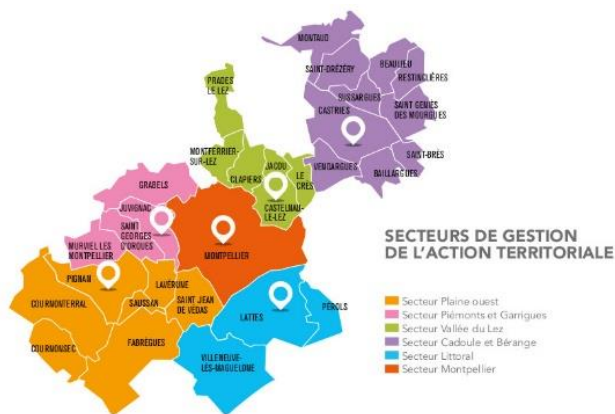 MONTAUD
SAINT-DRÉZÉRY
BEAULIEU
RESTINCLIÈRES
SUSSARGUES
SAINT GENIÈS
DES MOURGUES
CASTRIES
VENDARGUES
SAINT-BRÈS
BAILLARGUES
PRADES
LE LEZ
MONTFERRIER-
SUR-LEZ
CLAPIERS
JACOU
LE
CRÈS
CASTELNAU-
LE-LEZ
GRABELS
JUVIGNAC
SAINT
GEORGES
D'ORQUES
MURVIEL LES
MONTPELLIER
MONTPELLIER
PIGNAN
LAVÉRUNE
COURNONTERRAL
SAUSSAN
SAINT JEAN
DE VÉDAS
COURNONSEC
FABRÈGUES
LATTES
PÉROLS
VILLENEUVE-
LÈS-MAGUELONE
SECTEURS DE GESTION
DE L'ACTION TERRITORIALE
Secteur Plaine ouest
Secteur Piémonts et Garrigues
Secteur Vallée du Lez
Secteur Cadoule et Bérange
Secteur Littoral
Secteur Montpellier